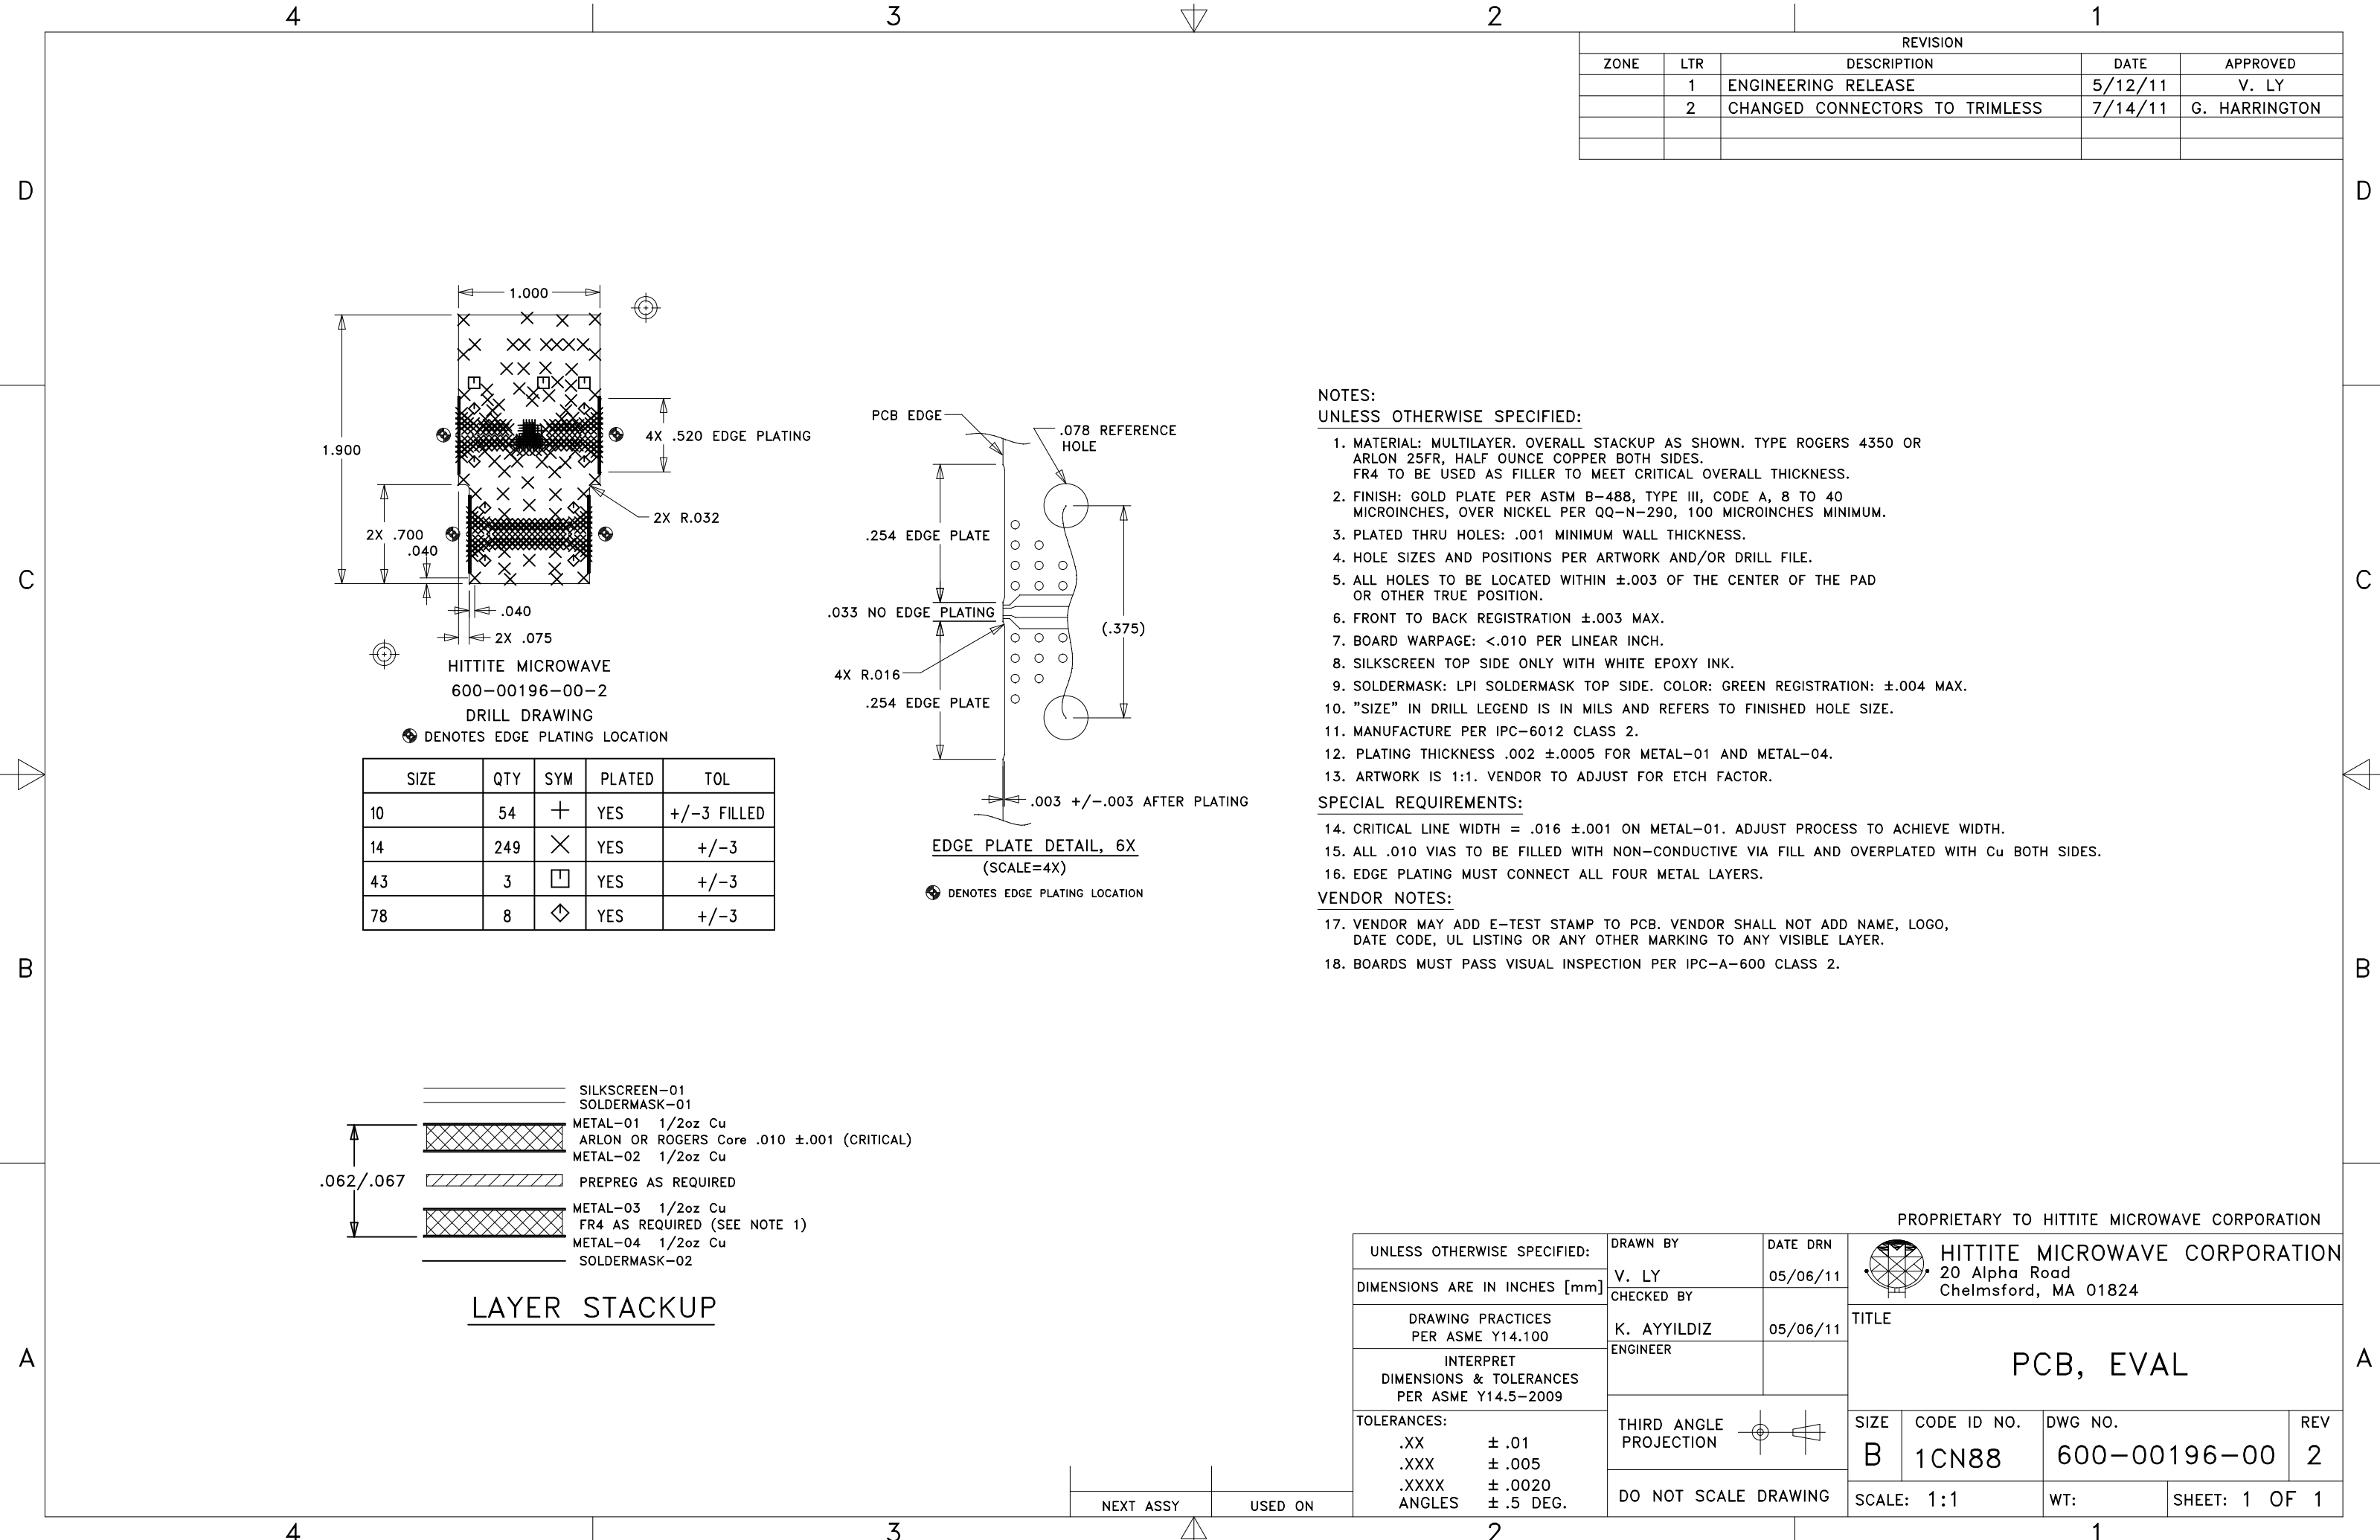 4 3 2 1
REVISION
ZONE LTR DESCRIPTION DATE APPROVED
1 ENGINEERING RELEASE 5/12/11 V. LY
2 CHANGED CONNECTORS TO TRIMLESS 7/14/11 G. HARRINGTON
D D
1.000
1.900
4X .520 EDGE PLATING
2X R.032
2X .700
.040
.040
2X .075
HITTITE MICROWAVE
600-00196-00-2
DRILL DRAWING
DENOTES EDGE PLATING LOCATION
SIZE QTY SYM PLATED TOL
10 54 YES +/-3 FILLED
14 249 YES +/-3
43 3 YES +/-3
78 8 YES +/-3
PCB EDGE
.078 REFERENCE
HOLE
.254 EDGE PLATE
.033 NO EDGE PLATING
(.375)
4X R.016
.254 EDGE PLATE
.003 +/-.003 AFTER PLATING
EDGE PLATE DETAIL, 6X
(SCALE=4X)
DENOTES EDGE PLATING LOCATION
NOTES:
UNLESS OTHERWISE SPECIFIED:
1. MATERIAL: MULTILAYER. OVERALL STACKUP AS SHOWN. TYPE ROGERS 4350 OR
ARLON 25FR, HALF OUNCE COPPER BOTH SIDES.
FR4 TO BE USED AS FILLER TO MEET CRITICAL OVERALL THICKNESS.
2. FINISH: GOLD PLATE PER ASTM B-488, TYPE III, CODE A, 8 TO 40
MICROINCHES, OVER NICKEL PER QQ-N-290, 100 MICROINCHES MINIMUM.
3. PLATED THRU HOLES: .001 MINIMUM WALL THICKNESS.
4. HOLE SIZES AND POSITIONS PER ARTWORK AND/OR DRILL FILE.
5. ALL HOLES TO BE LOCATED WITHIN ±.003 OF THE CENTER OF THE PAD
OR OTHER TRUE POSITION.
6. FRONT TO BACK REGISTRATION ±.003 MAX.
7. BOARD WARPAGE: <.010 PER LINEAR INCH.
8. SILKSCREEN TOP SIDE ONLY WITH WHITE EPOXY INK.
9. SOLDERMASK: LPI SOLDERMASK TOP SIDE. COLOR: GREEN REGISTRATION: ±.004 MAX.
10. "SIZE" IN DRILL LEGEND IS IN MILS AND REFERS TO FINISHED HOLE SIZE.
11. MANUFACTURE PER IPC-6012 CLASS 2.
12. PLATING THICKNESS .002 ±.0005 FOR METAL-01 AND METAL-04.
13. ARTWORK IS 1:1. VENDOR TO ADJUST FOR ETCH FACTOR.
SPECIAL REQUIREMENTS:
14. CRITICAL LINE WIDTH = .016 ±.001 ON METAL-01. ADJUST PROCESS TO ACHIEVE WIDTH.
15. ALL .010 VIAS TO BE FILLED WITH NON-CONDUCTIVE VIA FILL AND OVERPLATED WITH Cu BOTH SIDES.
16. EDGE PLATING MUST CONNECT ALL FOUR METAL LAYERS.
VENDOR NOTES:
17. VENDOR MAY ADD E-TEST STAMP TO PCB. VENDOR SHALL NOT ADD NAME, LOGO,
DATE CODE, UL LISTING OR ANY OTHER MARKING TO ANY VISIBLE LAYER.
18. BOARDS MUST PASS VISUAL INSPECTION PER IPC-A-600 CLASS 2.
C C
B B
SILKSCREEN-01
SOLDERMASK-01
METAL-01 1/2oz Cu
ARLON OR ROGERS Core .010 ±.001 (CRITICAL)
METAL-02 1/2oz Cu
.062/.067
PREPREG AS REQUIRED
METAL-03 1/2oz Cu
FR4 AS REQUIRED (SEE NOTE 1)
METAL-04 1/2oz Cu
SOLDERMASK-02
LAYER STACKUP
A A
PROPRIETARY TO HITTITE MICROWAVE CORPORATION
UNLESS OTHERWISE SPECIFIED:
DIMENSIONS ARE IN INCHES [mm]
DRAWING PRACTICES
PER ASME Y14.100
INTERPRET
DIMENSIONS & TOLERANCES
PER ASME Y14.5-2009
TOLERANCES:
.XX ± .01
.XXX ± .005
.XXXX ± .0020
ANGLES ± .5 DEG.
DRAWN BY DATE DRN
V. LY 05/06/11
CHECKED BY
K. AYYILDIZ 05/06/11
ENGINEER
THIRD ANGLE
PROJECTION
DO NOT SCALE DRAWING
HITTITE MICROWAVE CORPORATION
20 Alpha Road
Chelmsford, MA 01824
TITLE
PCB, EVAL
SIZE CODE ID NO. DWG NO. REV
B 1CN88 600-00196-00 2
SCALE: 1:1 WT: SHEET: 1 OF 1
NEXT ASSY USED ON
4 3 2 1